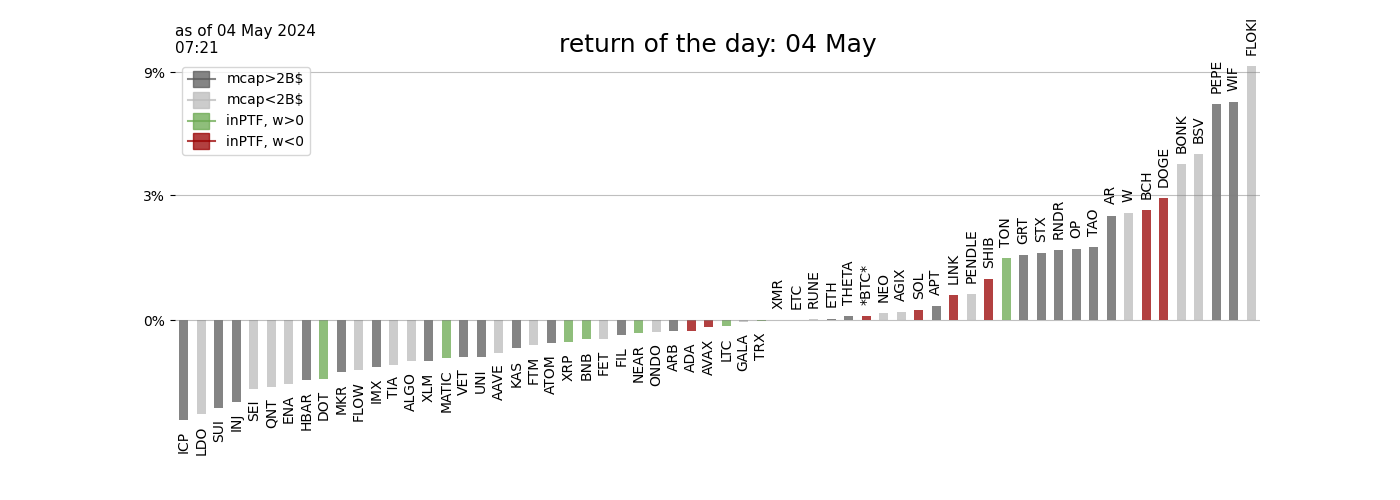 as of 04 May 2024
07:21
return of the day: 04 May
mcap>2B$
mcap<2B$
inPTF, w>0
inPTF, w<0
9%
3%
0%
ICP
LDO
SUI
INJ
SEI
QNT
ENA
HBAR
DOT
MKR
FLOW
IMX
TIA
ALGO
XLM
MATIC
VET
UNI
AAVE
KAS
FTM
ATOM
XRP
BNB
FET
FIL
NEAR
ONDO
ARB
ADA
AVAX
LTC
GALA
TRX
XMR
ETC
RUNE
ETH
THETA
*BTC*
NEO
AGIX
SOL
APT
LINK
PENDLE
SHIB
TON
GRT
STX
RNDR
OP
TAO
AR
W
BCH
DOGE
BONK
BSV
PEPE
WIF
FLOKI